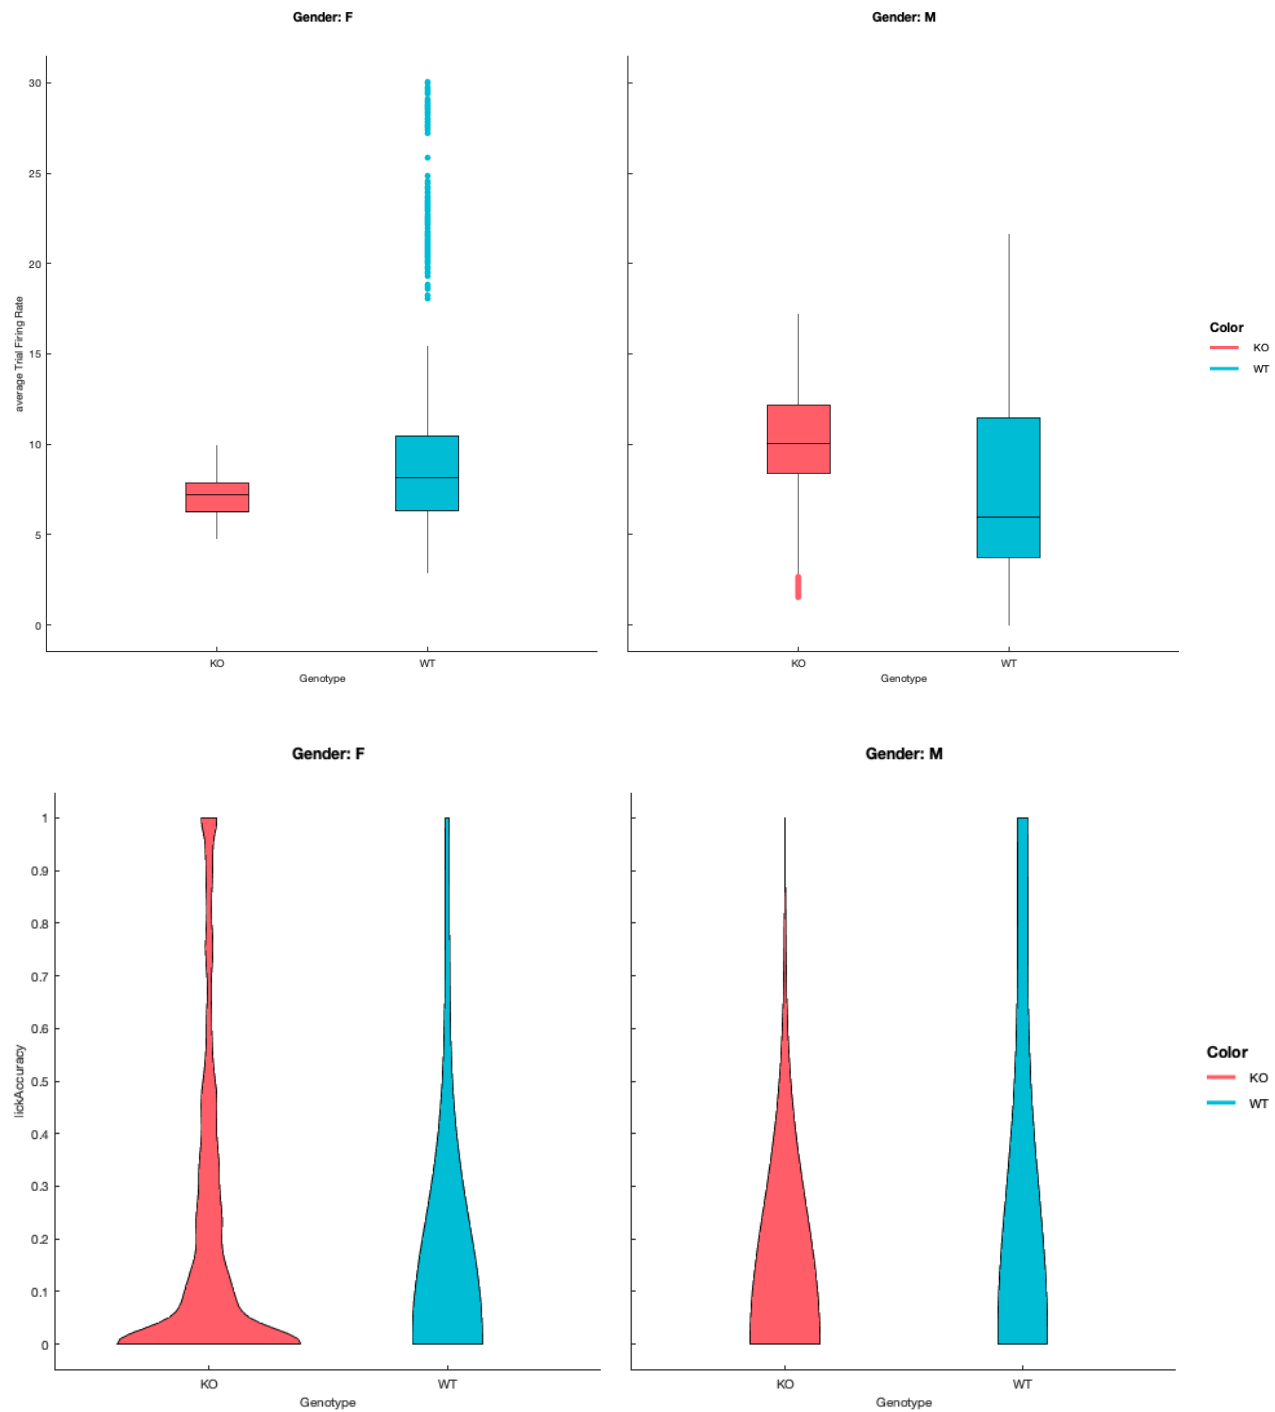 Gender: F
Gender: M
30
25
20
15
10
5
0
average Trial Firing Rate
KO
WT
Genotype
KO
WT
Genotype
Color
KO
WT
Gender: F
Gender: M
1
0.9
0.8
0.7
0.6
0.5
0.4
0.3
0.2
0.1
0
lickAccuracy
KO
WT
Genotype
KO
WT
Genotype
Color
KO
WT